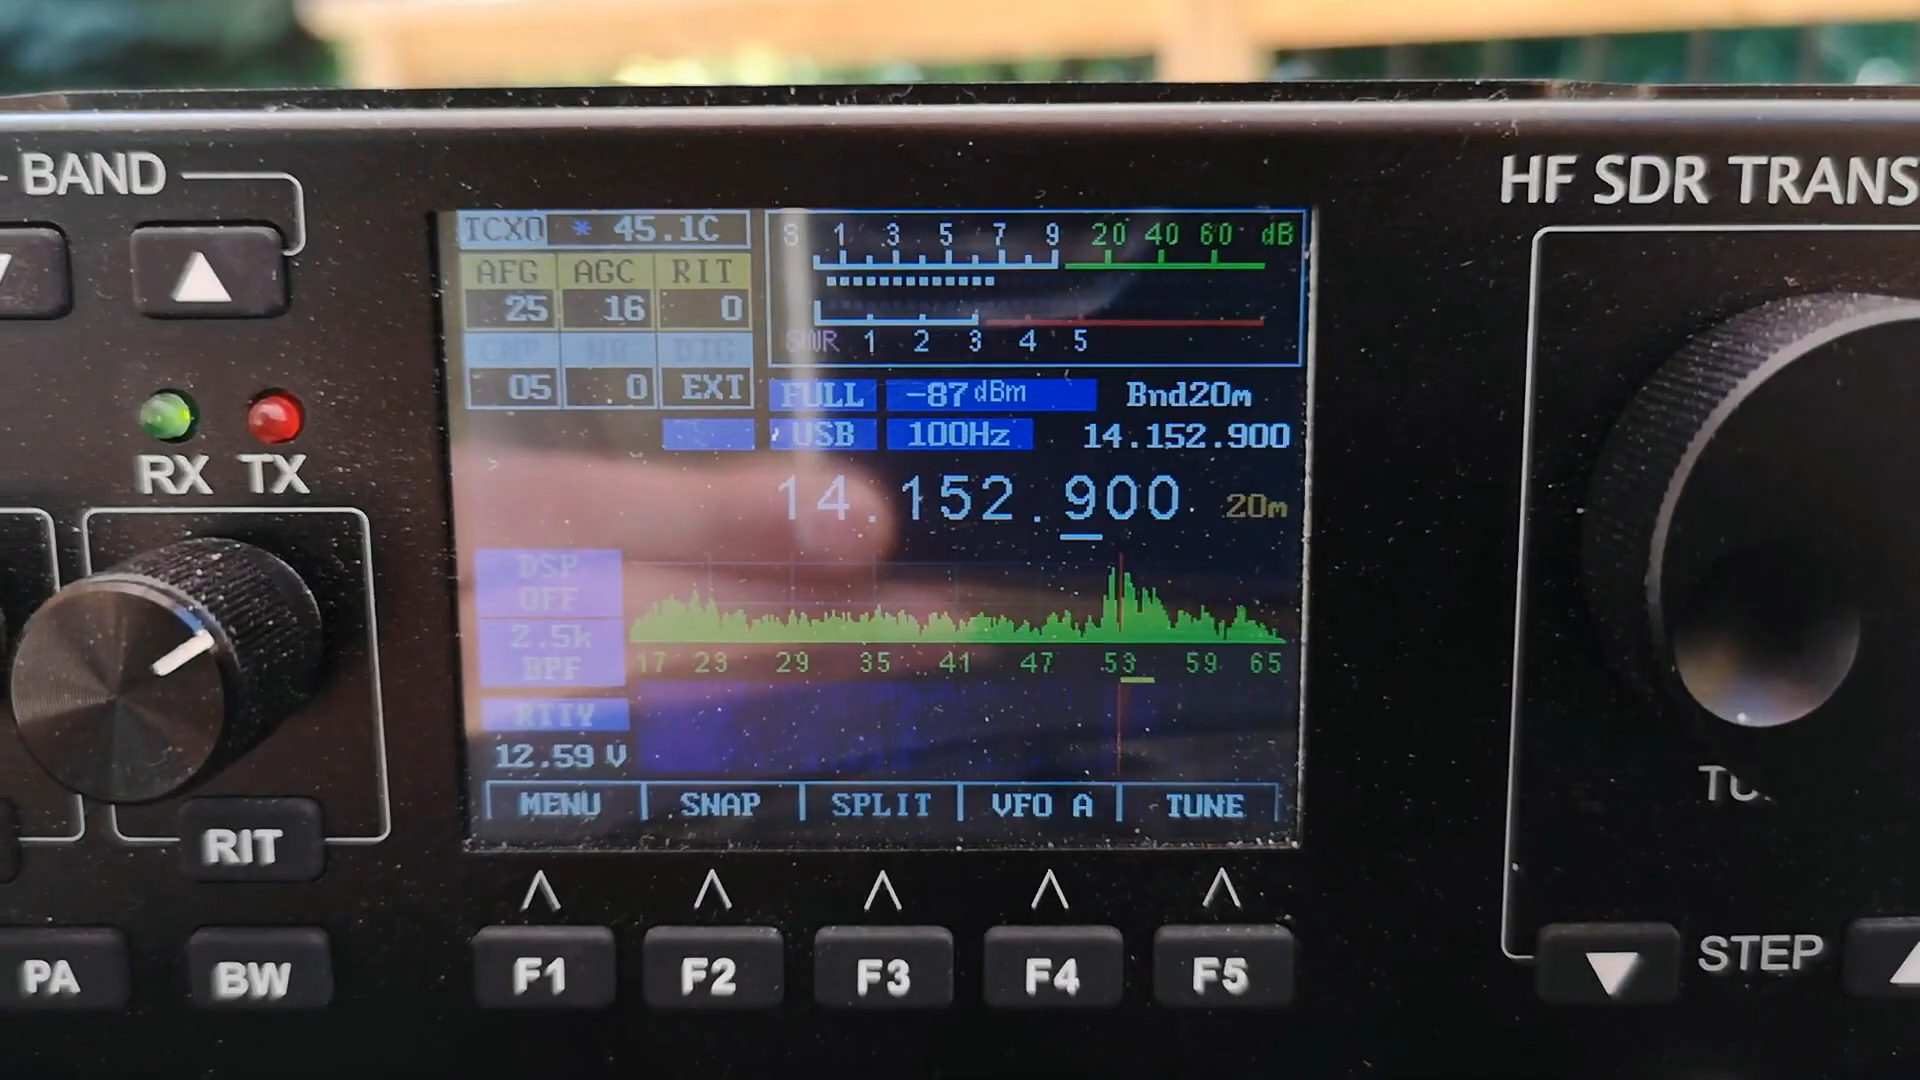 BAND
HF SDR TRANS
TCXO * 45.1C
AFG AGC RIT
25 16 0
CMP NB DIG
05 0 EXT
S 1 3 5 7 9 20 40 60 dB
SWR 1 2 3 4 5
FULL -87 dBm Bnd20m
USB 100Hz 14.152.900
14.152.900 20m
RX TX
DSP
OFF
2.5k
BPF
17 23 29 35 41 47 53 59 65
RTTY
12.59 V
MENU SNAP SPLIT VFO A TUNE
RIT
PA BW F1 F2 F3 F4 F5
STEP